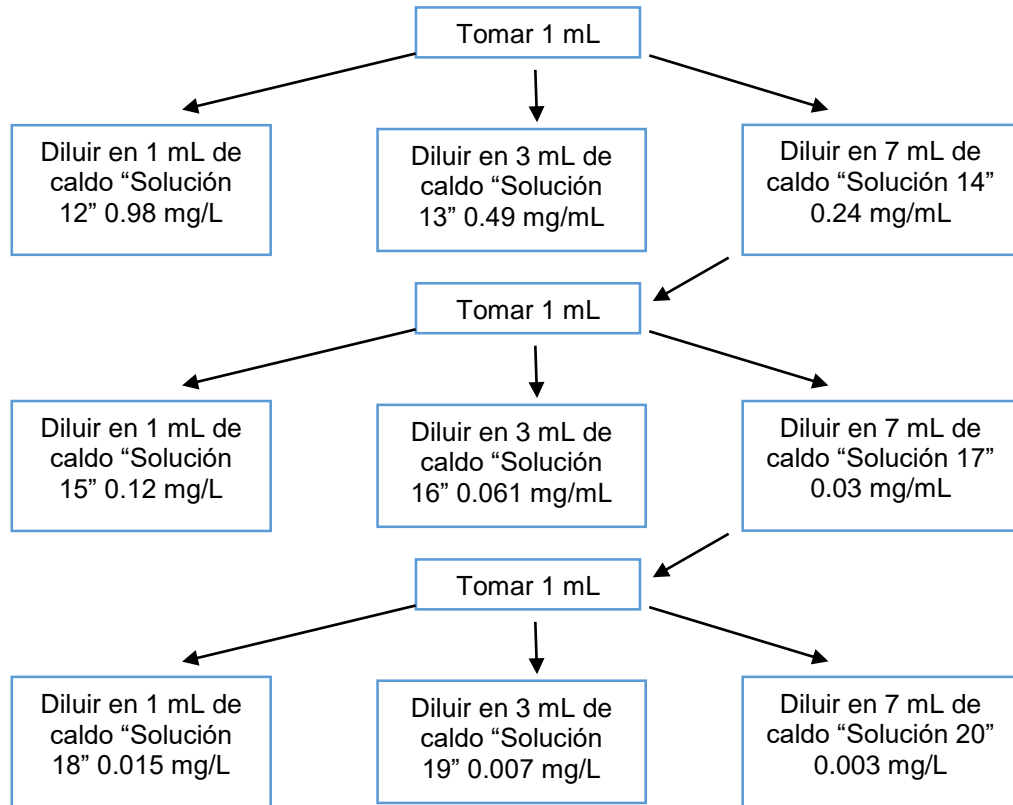 Tomar 1 mL
Diluir en 1 mL de
caldo “Solución
12” 0.98 mg/L
Diluir en 3 mL de
caldo “Solución
13” 0.49 mg/mL
Diluir en 7 mL de
caldo “Solución 14”
0.24 mg/mL
Tomar 1 mL
Diluir en 1 mL de
caldo “Solución
15” 0.12 mg/L
Diluir en 3 mL de
caldo “Solución
16” 0.061 mg/mL
Diluir en 7 mL de
caldo “Solución 17”
0.03 mg/mL
Tomar 1 mL
Diluir en 1 mL de
caldo “Solución
18” 0.015 mg/L
Diluir en 3 mL de
caldo “Solución
19” 0.007 mg/L
Diluir en 7 mL de
caldo “Solución 20”
0.003 mg/L